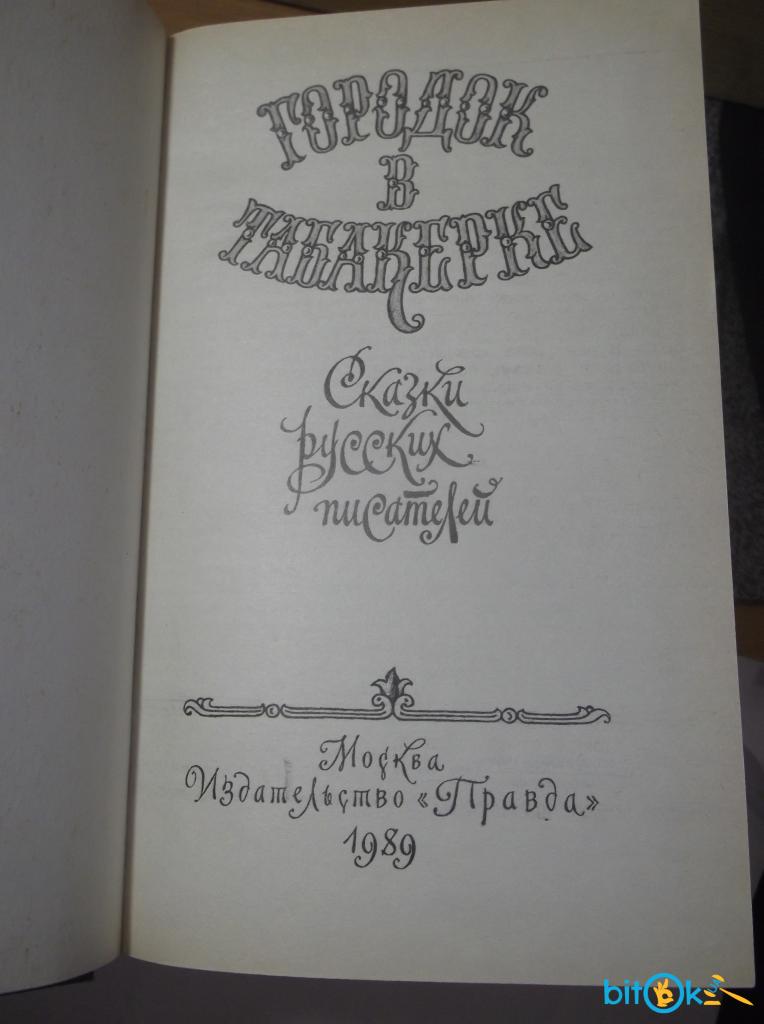 ГОРОДОК
В
ТАБАКЕРКЕ
Сказки
русских
писателей
Москва
Издательство «Правда»
1989
bitOk